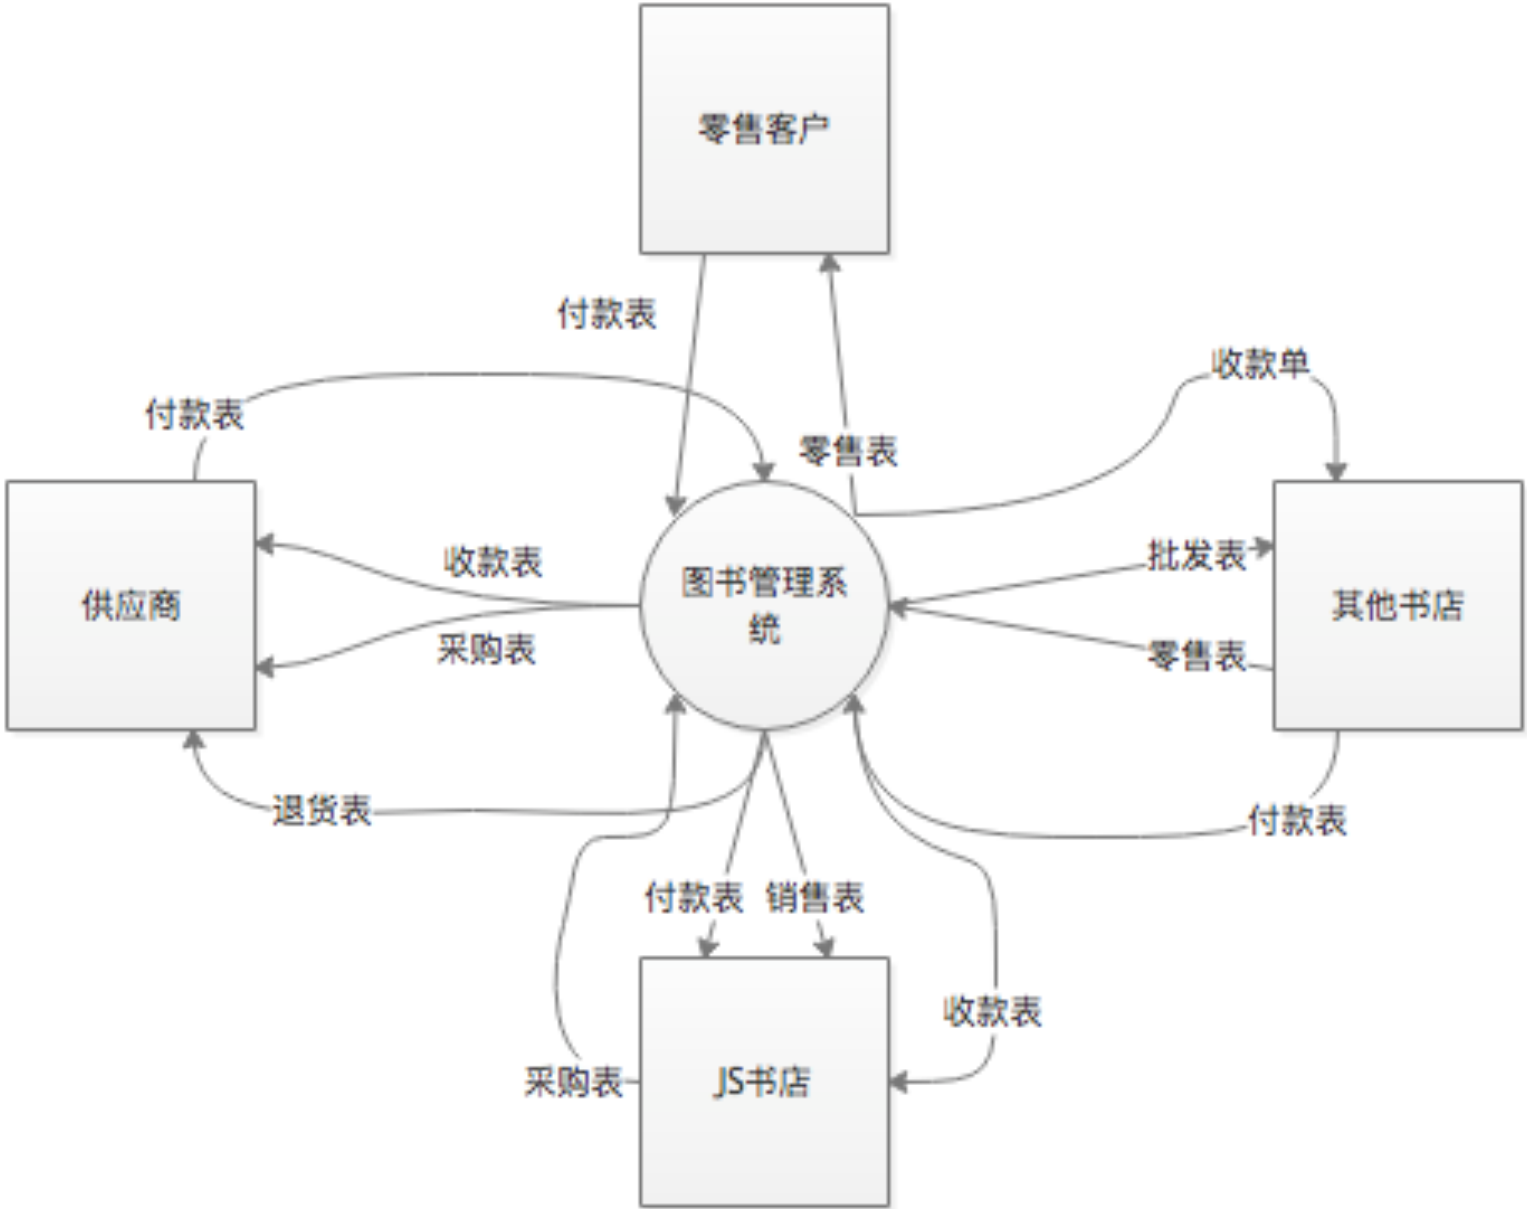 零售客户
付款表
收款单
付款表
零售表
批发表
收款表
图书管理系
统
供应商
其他书店
采购表
零售表
退货表
付款表
付款表
销售表
收款表
采购表
JS书店